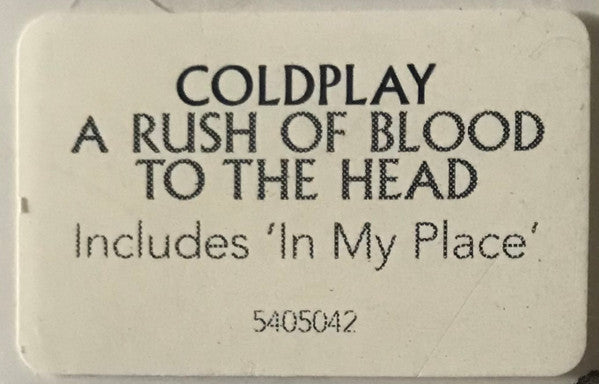 COLDPLAY
A RUSH OF BLOOD
TO THE HEAD
Includes 'In My Place'
5405042